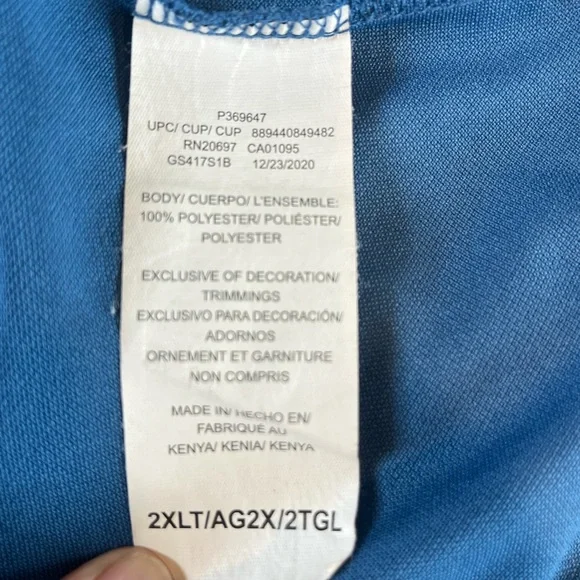 P369647
UPC/ CUP/ CUP 889440849482
RN20697 CA01095
GS417S1B 12/23/2020
BODY/ CUERPO/ L'ENSEMBLE:
100% POLYESTER/ POLIÉSTER/
POLYESTER
EXCLUSIVE OF DECORATION/
TRIMMINGS
EXCLUSIVO PARA DECORACIÓN/
ADORNOS
ORNEMENT ET GARNITURE
NON COMPRIS
MADE IN/ HECHO EN/
FABRIQUE AU
KENYA/ KENIA/ KENYA
2XLT/AG2X/2TGL